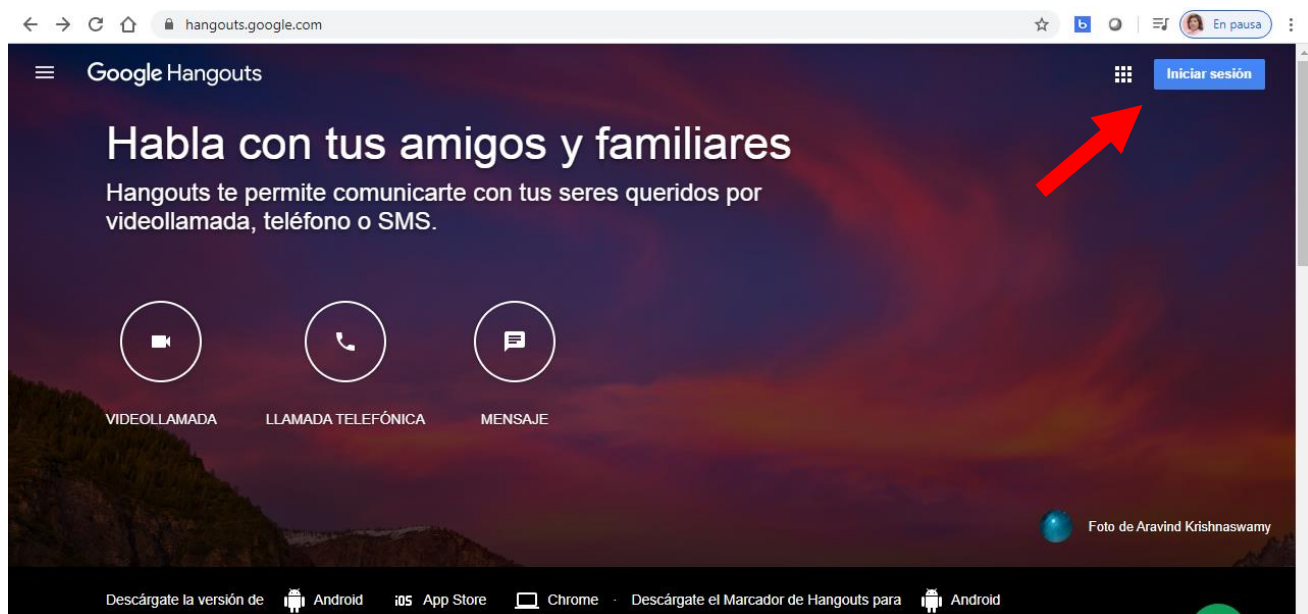 hangouts.google.com
b
En pausa
Google Hangouts
Iniciar sesión
Habla con tus amigos y familiares
Hangouts te permite comunicarte con tus seres queridos por
videollamada, teléfono o SMS.
VIDEOLLAMADA LLAMADA TELEFÓNICA MENSAJE
Foto de Aravind Krishnaswamy
Descárgate la versión de Android iOS App Store Chrome · Descárgate el Marcador de Hangouts para Android